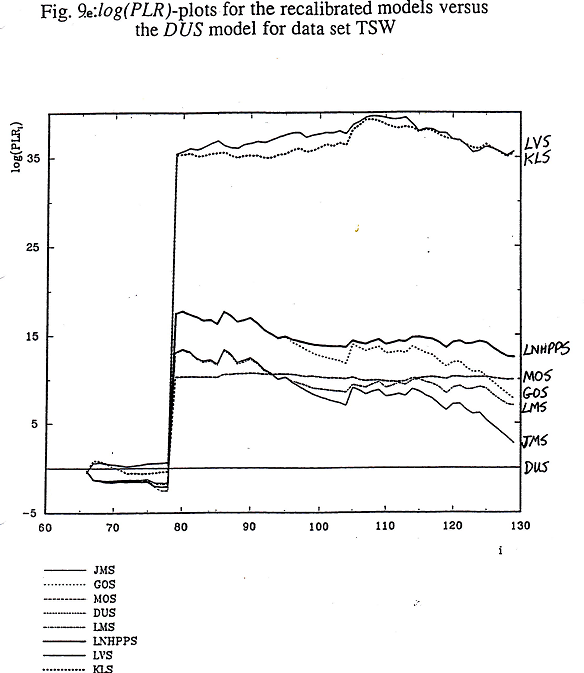 Fig. 9e:log(PLR)-plots for the recalibrated models versus
the DUS model for data set TSW
log(PLRi)
35
25
15
5
-5
60
70
80
90
100
110
120
130
i
LVS
KLS
LNHPPS
MOS
GOS
LMS
JMS
DUS
JMS
GOS
MOS
DUS
LMS
LNHPPS
LVS
KLS